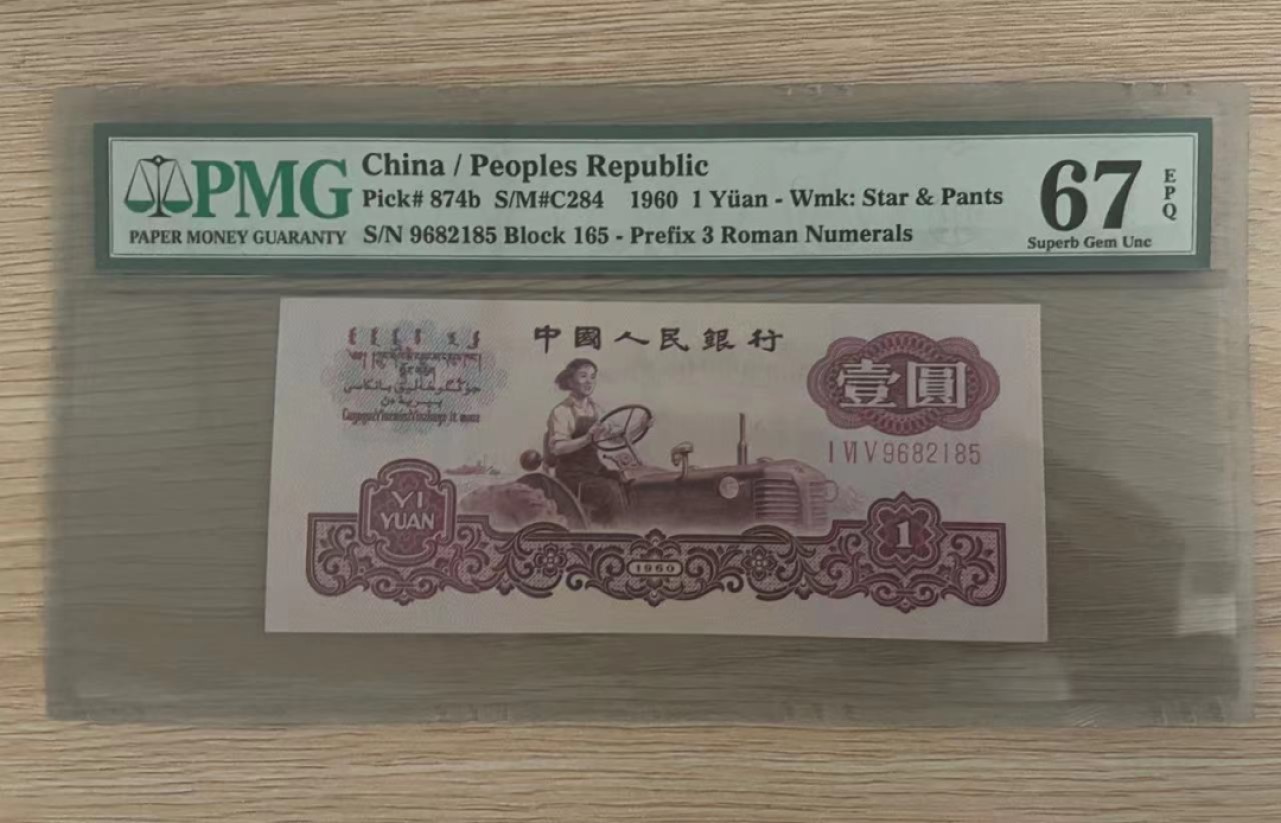 PMG
PAPER MONEY GUARANTY
China / Peoples Republic
Pick# 874b S/M#C284 1960 1 Yüan - Wmk: Star & Pants
S/N 9682185 Block 165 - Prefix 3 Roman Numerals
67
EPQ
Superb Gem Unc
中國人民銀行
壹圓
I VI V 9682185
YI
YUAN
1
1960